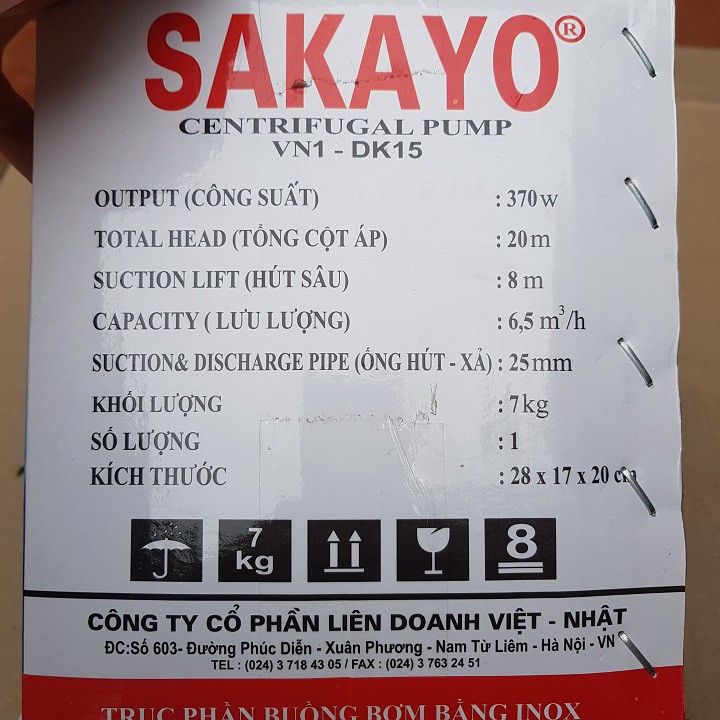 SAKAYO®
CENTRIFUGAL PUMP
VN1 - DK15
OUTPUT (CÔNG SUẤT) : 370w
TOTAL HEAD (TỔNG CỘT ÁP) : 20m
SUCTION LIFT (HÚT SÂU) : 8 m
CAPACITY ( LƯU LƯỢNG) : 6,5 m³/h
SUCTION& DISCHARGE PIPE (ỐNG HÚT - XẢ) : 25mm
KHỐI LƯỢNG : 7kg
SỐ LƯỢNG : 1
KÍCH THƯỚC : 28 x 17 x 20 cm
7 kg
8
CÔNG TY CỔ PHẦN LIÊN DOANH VIỆT - NHẬT
ĐC:Số 603- Đường Phúc Diễn - Xuân Phương - Nam Từ Liêm - Hà Nội - VN
TEL : (024) 3 718 43 05 / FAX : (024) 3 763 24 51
TRỤC PHẦN BUỒNG BƠM BẰNG INOX